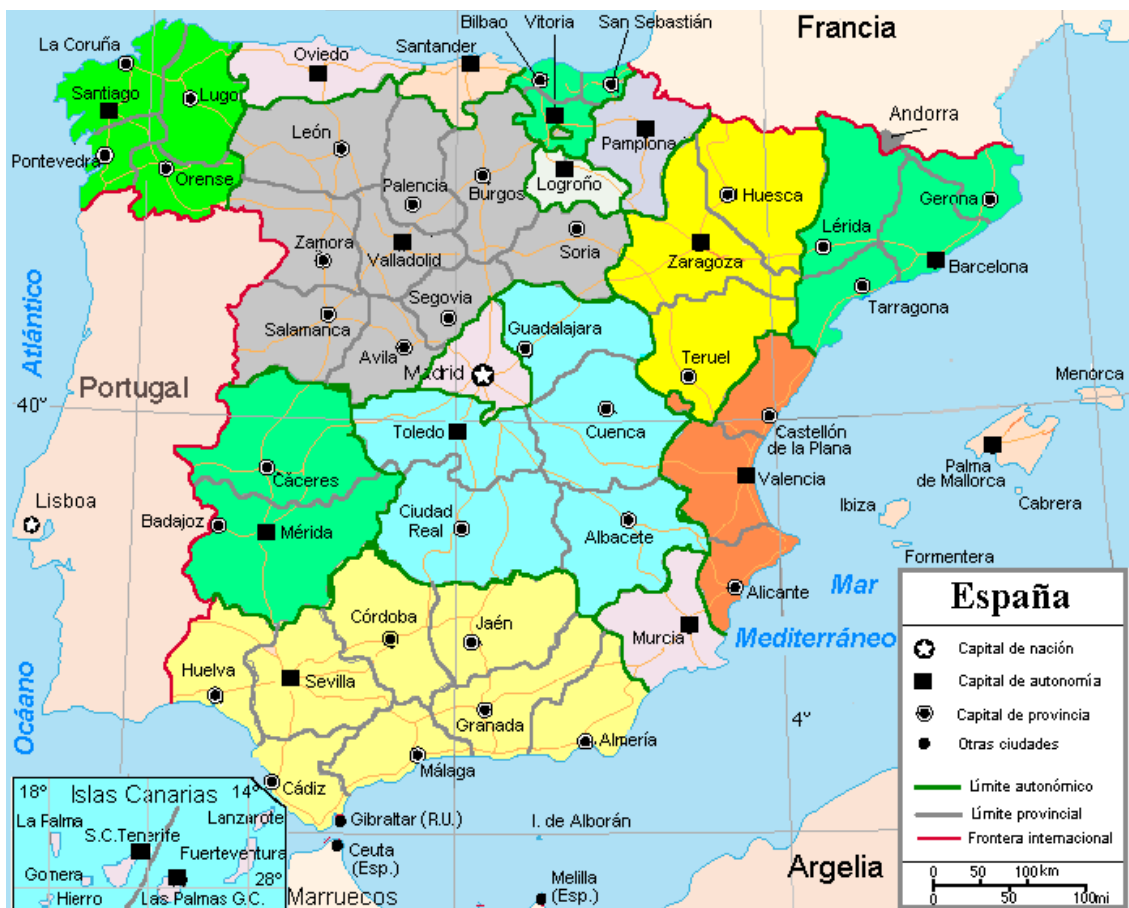 Francia
Bilbao
Vitoria
San Sebastián
La Coruña
Oviedo
Santander
Santiago
Lugo
León
Pamplona
Andorra
Pontevedra
Orense
Palencia
Burgos
Logroño
Huesca
Gerona
Lérida
Zamora
Valladolid
Soria
Zaragoza
Barcelona
Segovia
Tarragona
Salamanca
Guadalajara
Avila
Madrid
Teruel
Portugal
Menorca
Atlántico
40°
Toledo
Cuenca
Castellón
de la Plana
Palma
de Mallorca
Cáceres
Valencia
Lisboa
Badajoz
Mérida
Ciudad
Real
Albacete
Ibiza
Cabrera
Formentera
Alicante
Mar
Mediterráneo
Córdoba
Jaén
Murcia
Huelva
Sevilla
Granada
4°
Ocáano
Almería
Málaga
Cádiz
Gibraltar (R.U.)
I. de Alborán
Ceuta
(Esp.)
Melilla
(Esp.)
Marruecos
Argelia
18°
Islas Canarias
14°
La Palma
Lanzarote
S.C.Tenerife
Fuerteventura
Gomera
28°
Hierro
Las Palmas G.C.
España
Capital de nación
Capital de autonomía
Capital de provincia
Otras ciudades
Límite autonómico
Límite provincial
Frontera internacional
0 50 100km
0 50 100mi